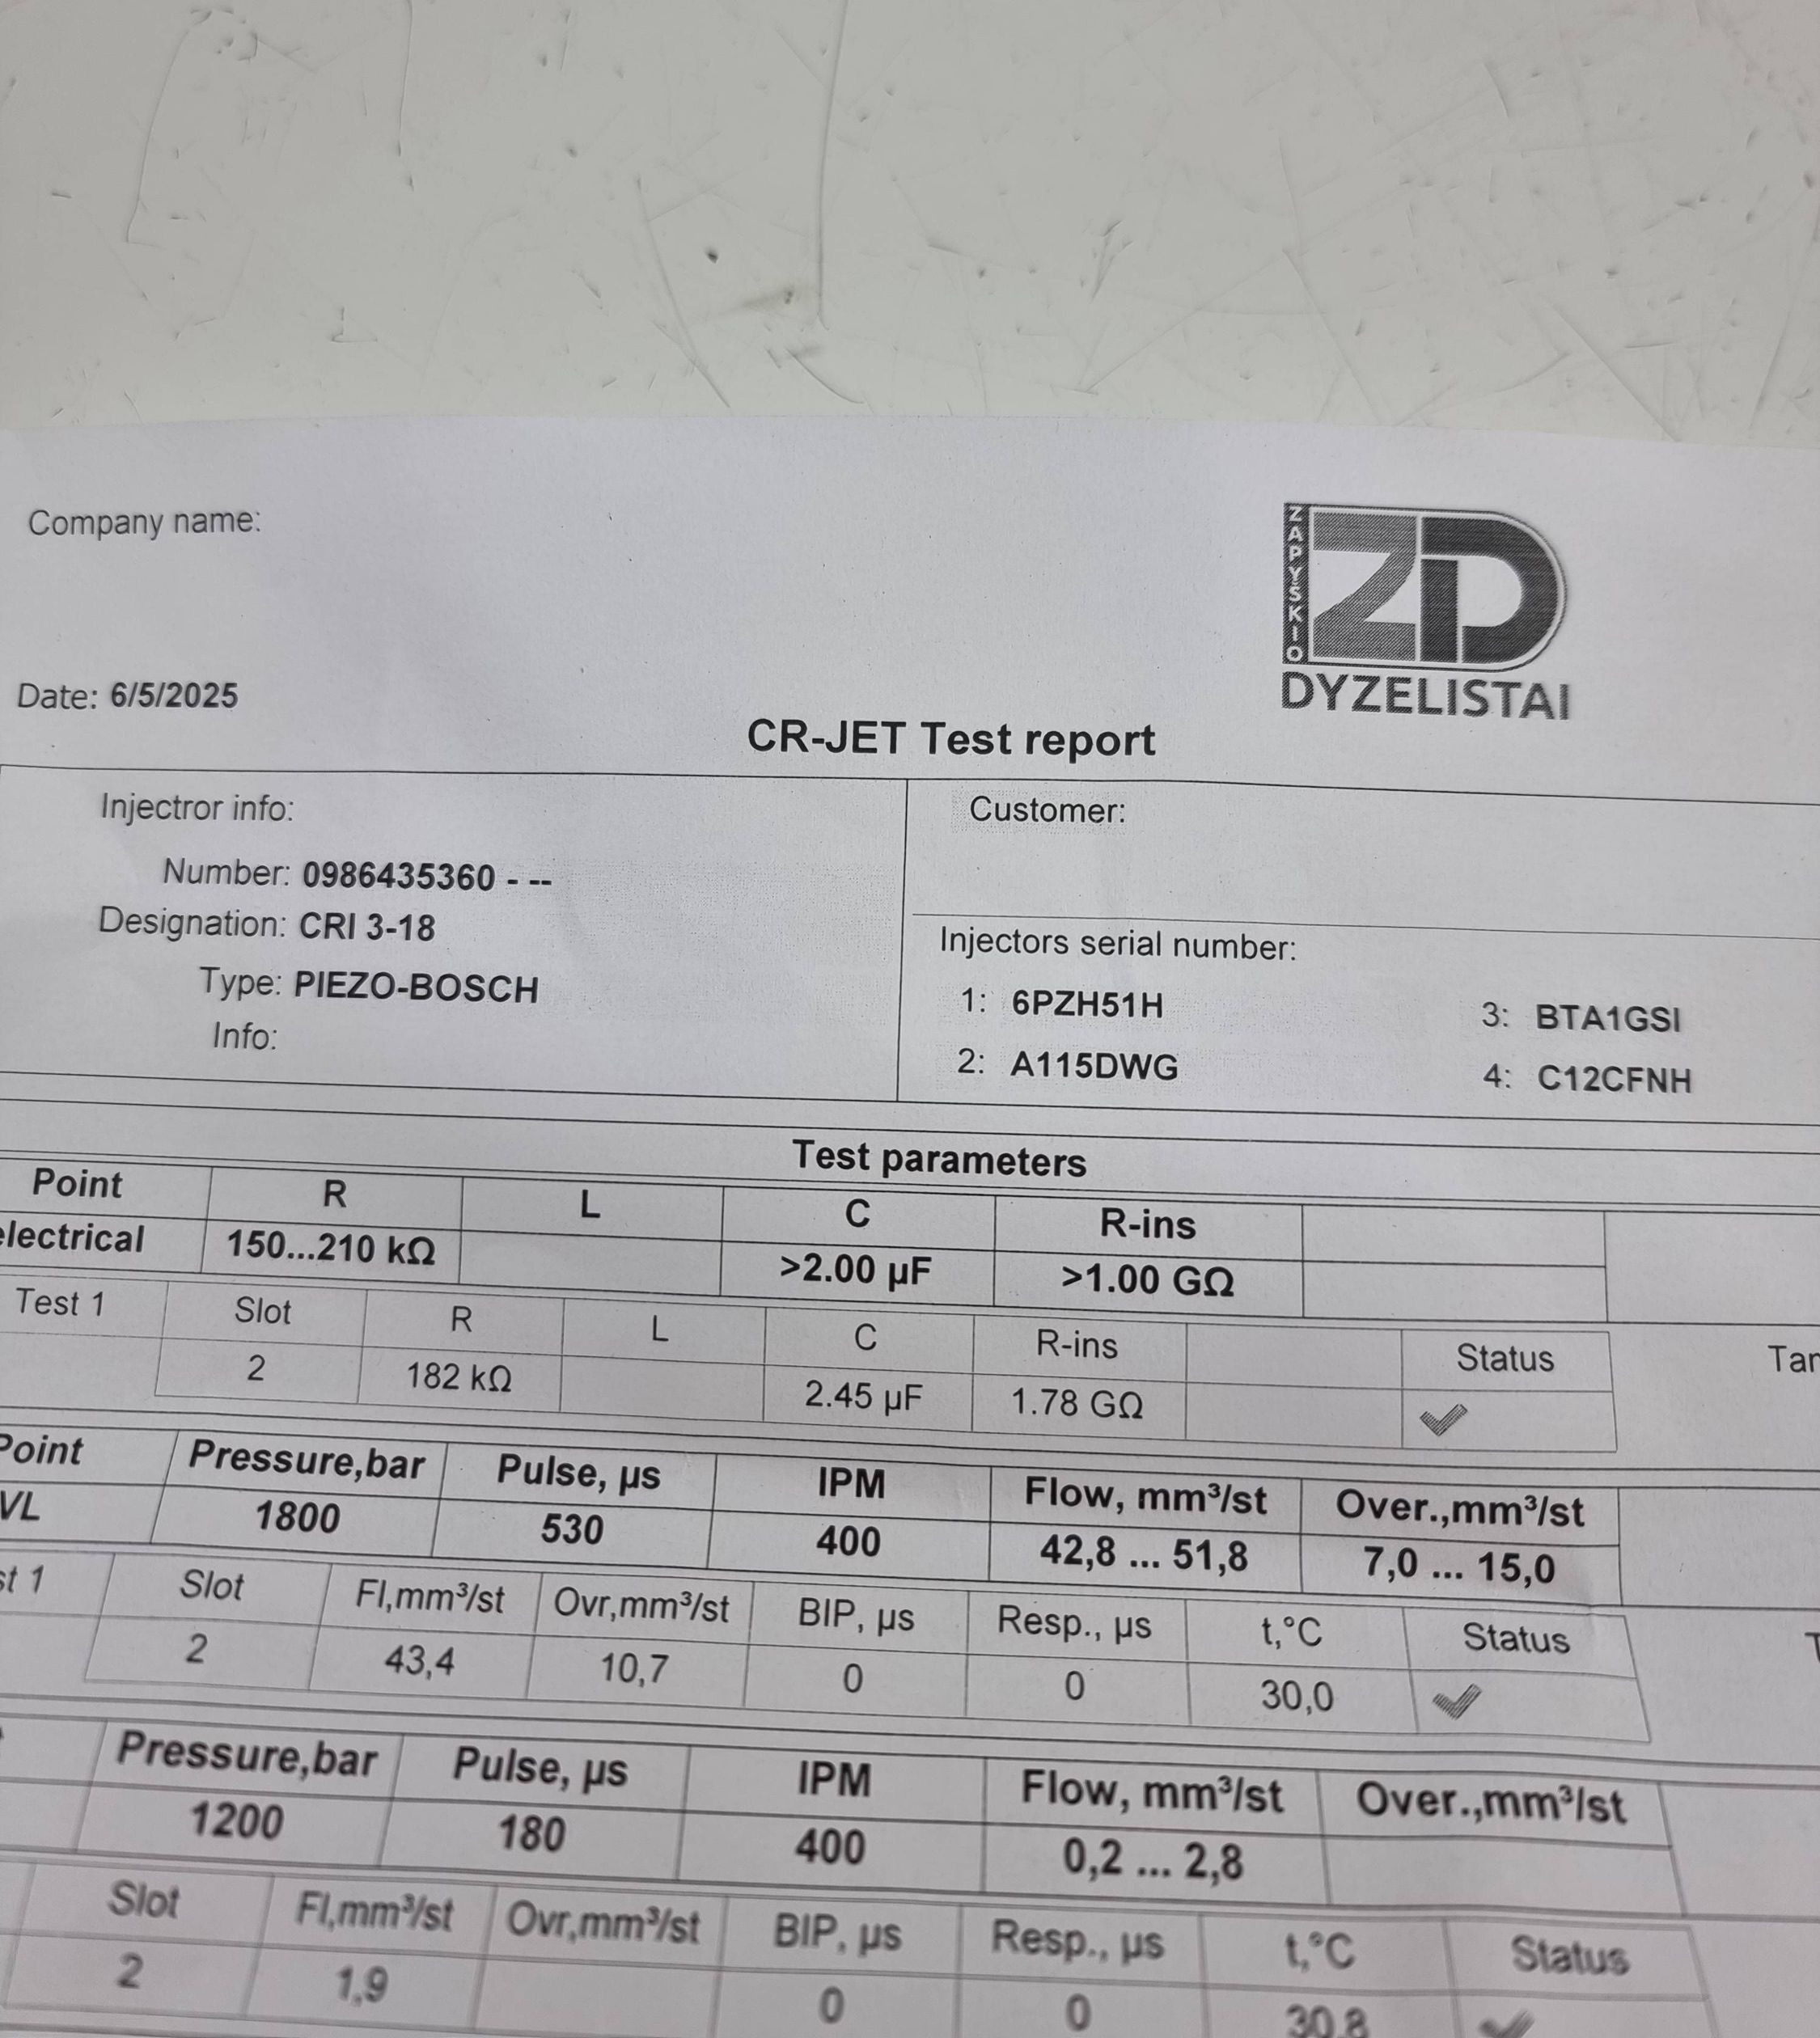 Company name:
ZAPYŠKIO
ZD
DYZELISTAI
Date: 6/5/2025
CR-JET Test report
Injectror info:
Number: 0986435360 - --
Designation: CRI 3-18
Type: PIEZO-BOSCH
Info:
Customer:
Injectors serial number:
1: 6PZH51H 3: BTA1GSI
2: A115DWG 4: C12CFNH
Test parameters
Point R L C R-ins
electrical 150...210 kΩ >2.00 µF >1.00 GΩ
Test 1 Slot R L C R-ins Status
2 182 kΩ 2.45 µF 1.78 GΩ ✓
Point Pressure,bar Pulse, µs IPM Flow, mm³/st Over.,mm³/st
VL 1800 530 400 42,8 ... 51,8 7,0 ... 15,0
st 1 Slot Fl,mm³/st Ovr,mm³/st BIP, µs Resp., µs t,°C Status
2 43,4 10,7 0 0 30,0 ✓
Pressure,bar Pulse, µs IPM Flow, mm³/st Over.,mm³/st
1200 180 400 0,2 ... 2,8
Slot Fl,mm³/st Ovr,mm³/st BIP, µs Resp., µs t,°C Status
2 1,9 0 0 30,8 ✓